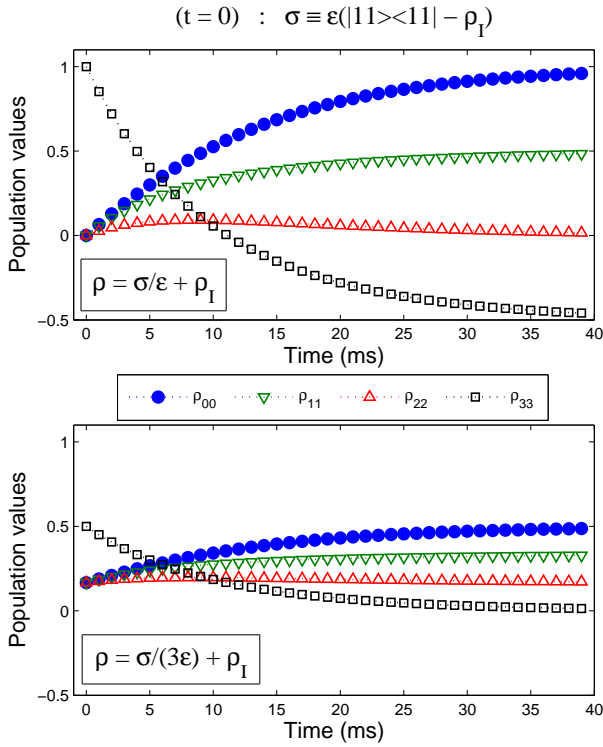 (t = 0) : σ ≡ ε(|11><11| − ρ_I)
1
0.5
0
−0.5
Population values
ρ = σ/ε + ρ_I
0 5 10 15 20 25 30 35 40
Time (ms)
ρ_00 ρ_11 ρ_22 ρ_33
1
0.5
0
−0.5
Population values
ρ = σ/(3ε) + ρ_I
0 5 10 15 20 25 30 35 40
Time (ms)